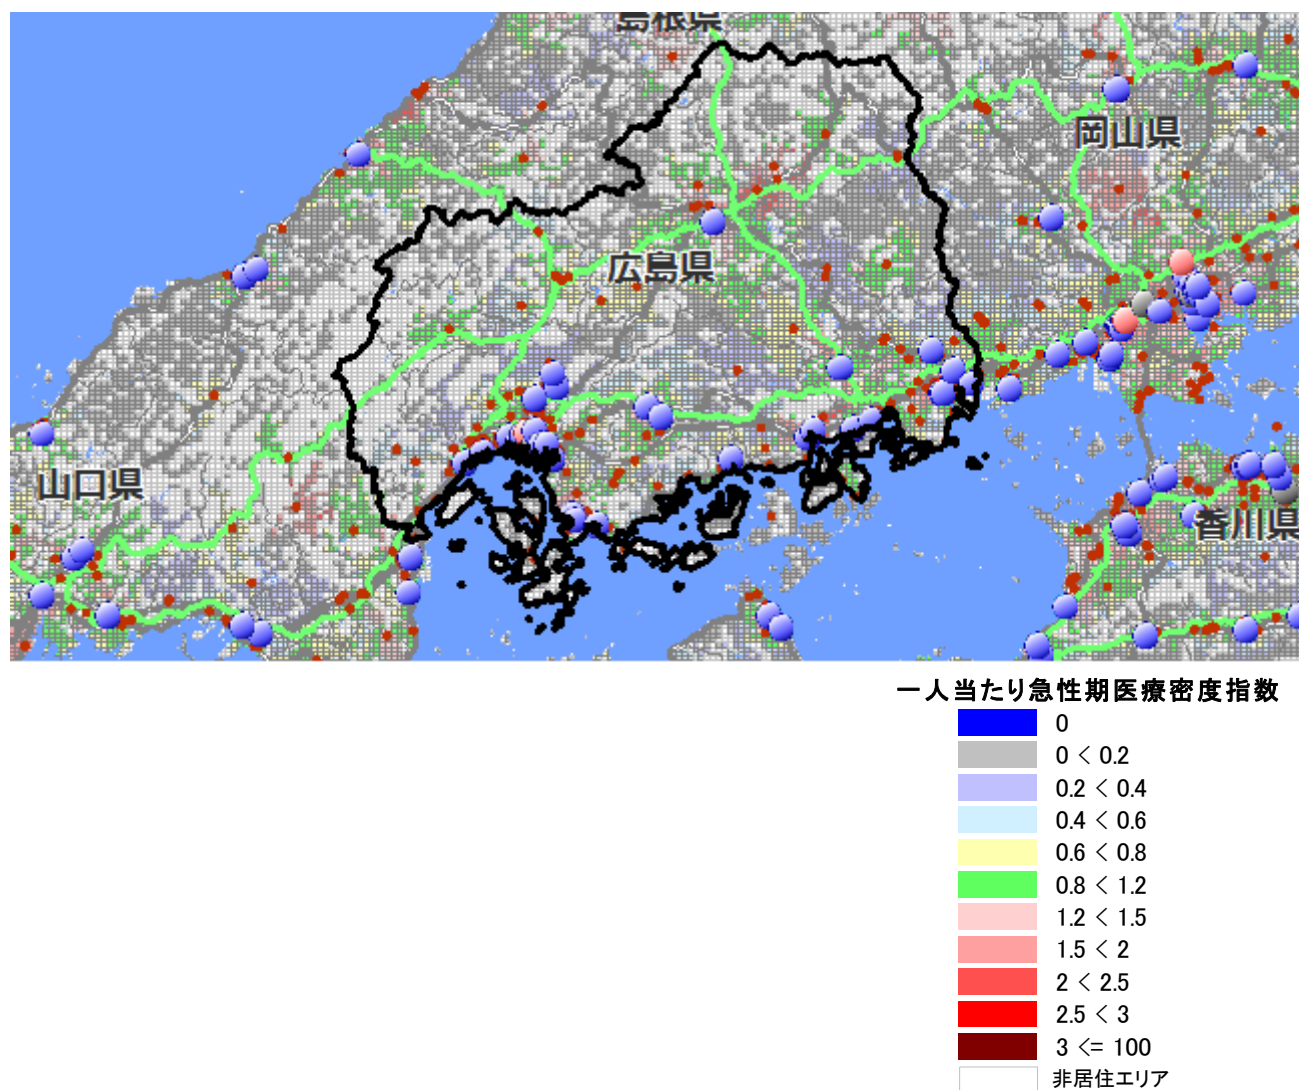 島根県
岡山県
広島県
山口県
香川県
一人当たり急性期医療密度指数
0
0 < 0.2
0.2 < 0.4
0.4 < 0.6
0.6 < 0.8
0.8 < 1.2
1.2 < 1.5
1.5 < 2
2 < 2.5
2.5 < 3
3 <= 100
非居住エリア